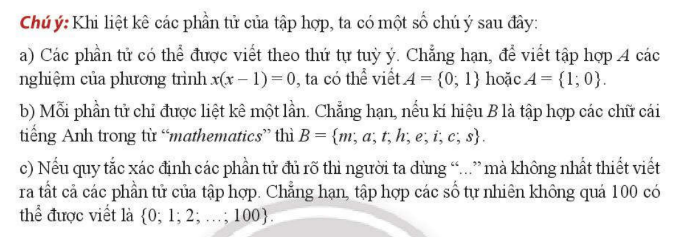 Chú ý: Khi liệt kê các phần tử của tập hợp, ta có một số chú ý sau đây:
a) Các phần tử có thể được viết theo thứ tự tuỳ ý. Chẳng hạn, để viết tập hợp A các
nghiệm của phương trình x(x – 1) = 0, ta có thể viết A = {0; 1} hoặc A = {1; 0}.
b) Mỗi phần tử chỉ được liệt kê một lần. Chẳng hạn, nếu kí hiệu B là tập hợp các chữ cái
tiếng Anh trong từ “mathematics” thì B = {m; a; t; h; e; i; c; s}.
c) Nếu quy tắc xác định các phần tử đủ rõ thì người ta dùng “...” mà không nhất thiết viết
ra tất cả các phần tử của tập hợp. Chẳng hạn, tập hợp các số tự nhiên không quá 100 có
thể được viết là {0; 1; 2; ...; 100}.